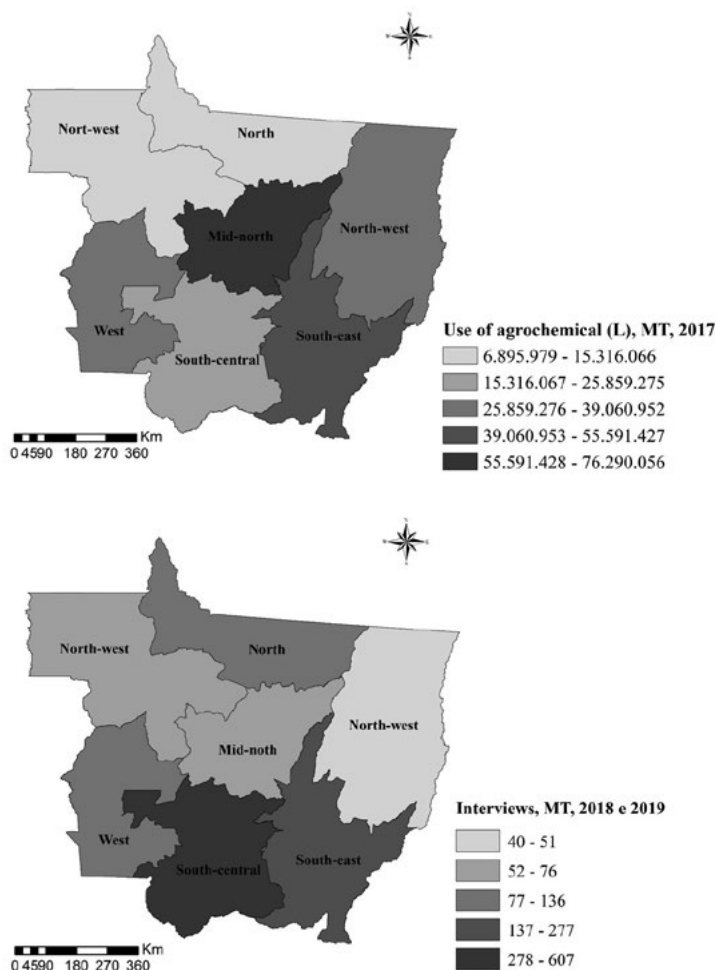 Nort-west
North
Mid-north
North-west
West
South-central
South-east
Use of agrochemical (L), MT, 2017
6.895.979 - 15.316.066
15.316.067 - 25.859.275
25.859.276 - 39.060.952
39.060.953 - 55.591.427
55.591.428 - 76.290.056
Km
0 4590 180 270 360
North-west
North
North-west
Mid-noth
West
South-central
South-east
Interviews, MT, 2018 e 2019
40 - 51
52 - 76
77 - 136
137 - 277
278 - 607
Km
0 4590 180 270 360